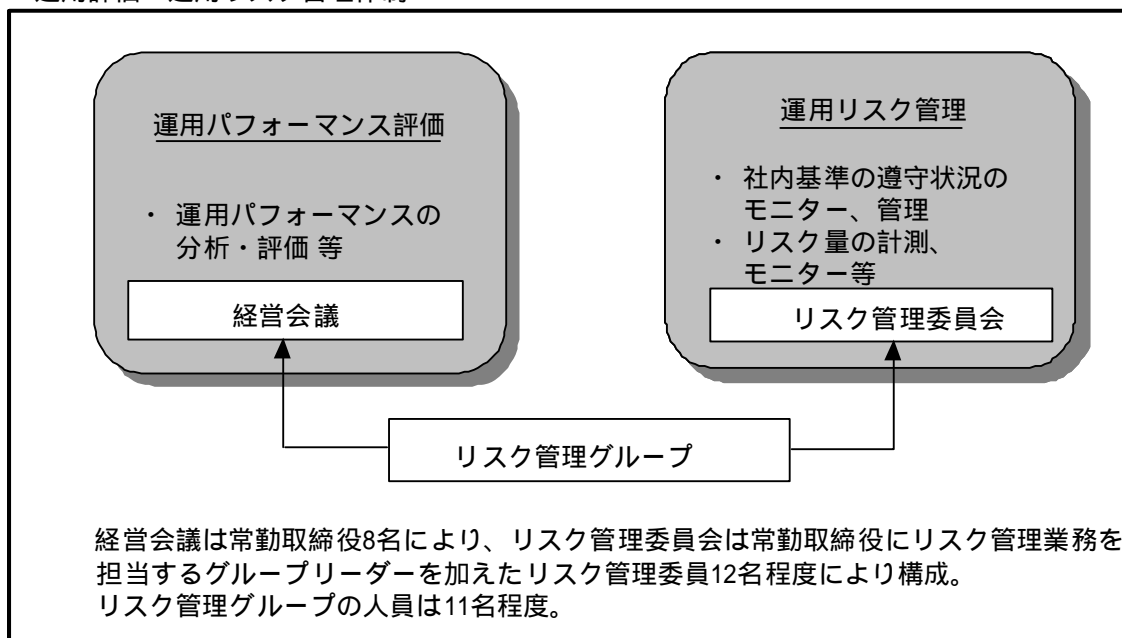 運用パフォーマンス評価
・ 運用パフォーマンスの
分析・評価 等
経営会議
運用リスク管理
・ 社内基準の遵守状況の
モニター、管理
・ リスク量の計測、
モニター等
リスク管理委員会
リスク管理グループ
経営会議は常勤取締役8名により、リスク管理委員会は常勤取締役にリスク管理業務を
担当するグループリーダーを加えたリスク管理委員12名程度により構成。
リスク管理グループの人員は11名程度。